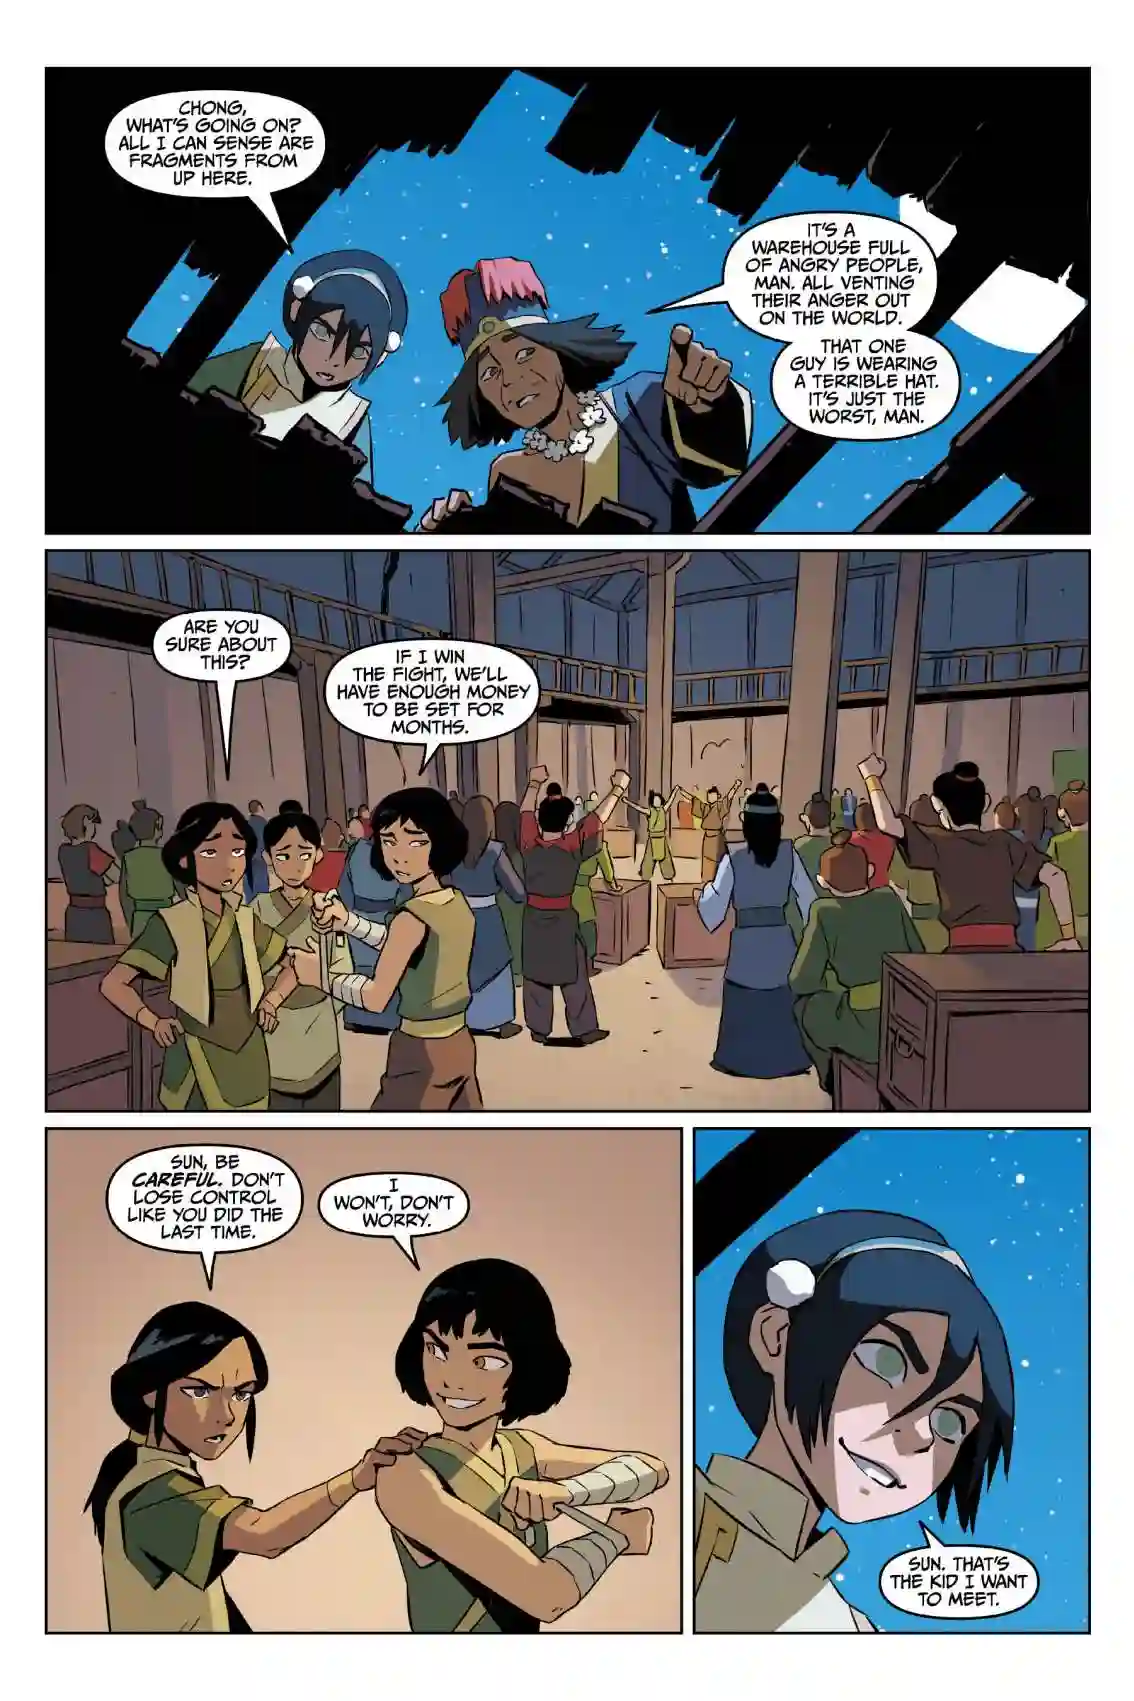 CHONG,
WHAT'S GOING ON?
ALL I CAN SENSE ARE
FRAGMENTS FROM
UP HERE.
IT'S A
WAREHOUSE FULL
OF ANGRY PEOPLE,
MAN. ALL VENTING
THEIR ANGER OUT
ON THE WORLD.
THAT ONE
GUY IS WEARING
A TERRIBLE HAT.
IT'S JUST THE
WORST, MAN.
ARE YOU
SURE ABOUT
THIS?
IF I WIN
THE FIGHT, WE'LL
HAVE ENOUGH MONEY
TO BE SET FOR
MONTHS.
SUN, BE
CAREFUL. DON'T
LOSE CONTROL
LIKE YOU DID THE
LAST TIME.
I
WON'T, DON'T
WORRY.
SUN. THAT'S
THE KID I WANT
TO MEET.